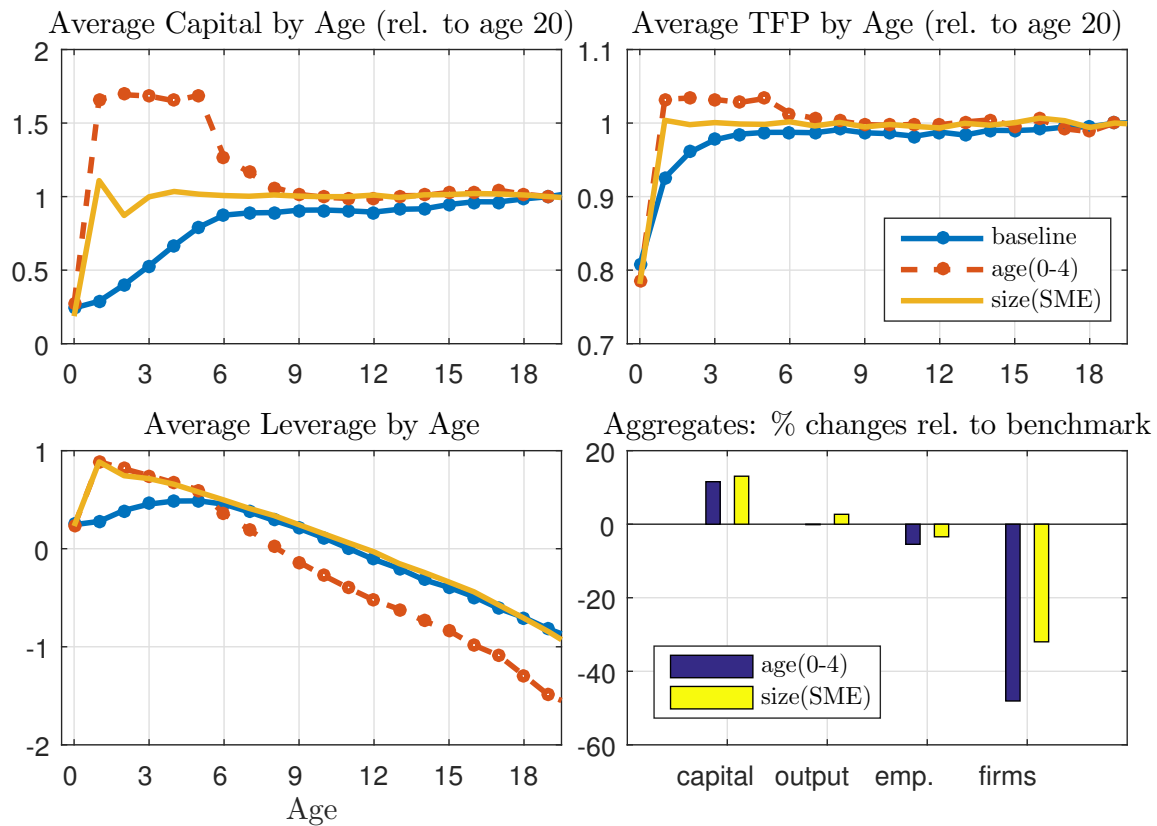 Average Capital by Age (rel. to age 20)
2
1.5
1
0.5
0
0 3 6 9 12 15 18
Average TFP by Age (rel. to age 20)
1.1
1
0.9
0.8
0.7
baseline
age(0-4)
size(SME)
0 3 6 9 12 15 18
Average Leverage by Age
1
0
-1
-2
0 3 6 9 12 15 18
Age
Aggregates: % changes rel. to benchmark
20
0
-20
-40
-60
age(0-4)
size(SME)
capital output emp. firms